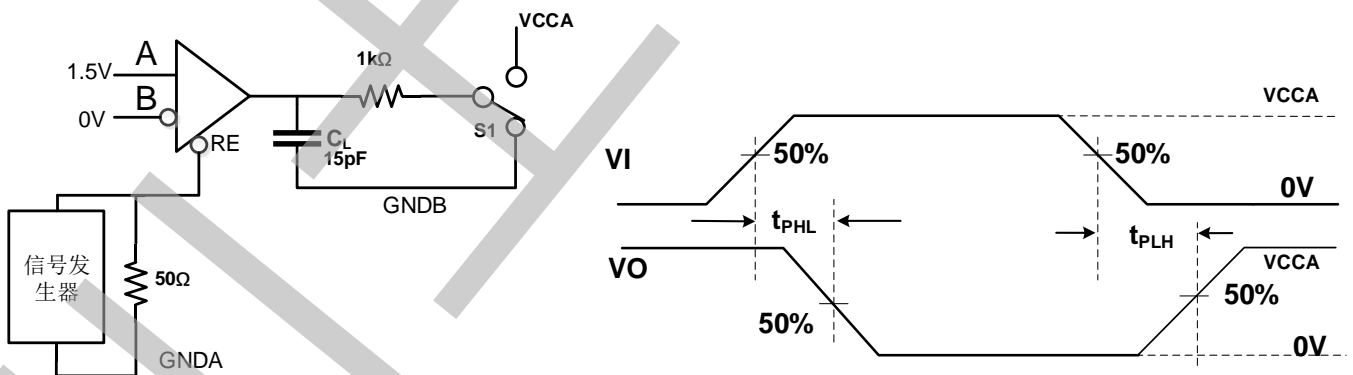 VCCA
A
1.5V
1kΩ
B
0V
S1
RE
CL
15pF
GNDB
信号发
生器
50Ω
GNDA
VCCA
VI
50%
50%
0V
tPHL
tPLH
VO
VCCA
50%
50%
0V